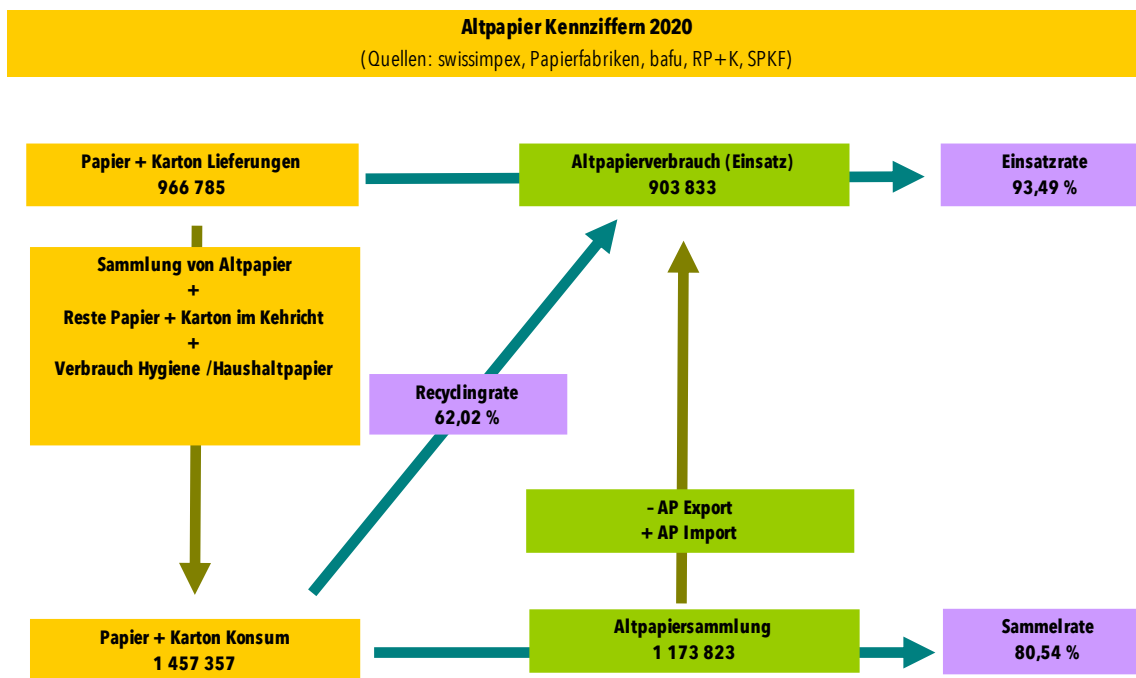 Altpapier Kennziffern 2020
(Quellen: swissimpex, Papierfabriken, bafu, RP+K, SPKF)
Papier + Karton Lieferungen
966 785
Altpapierverbrauch (Einsatz)
903 833
Einsatzrate
93,49 %
Sammlung von Altpapier
+
Reste Papier + Karton im Kehricht
+
Verbrauch Hygiene /Haushaltpapier
Recyclingrate
62,02 %
– AP Export
+ AP Import
Papier + Karton Konsum
1 457 357
Altpapiersammlung
1 173 823
Sammelrate
80,54 %